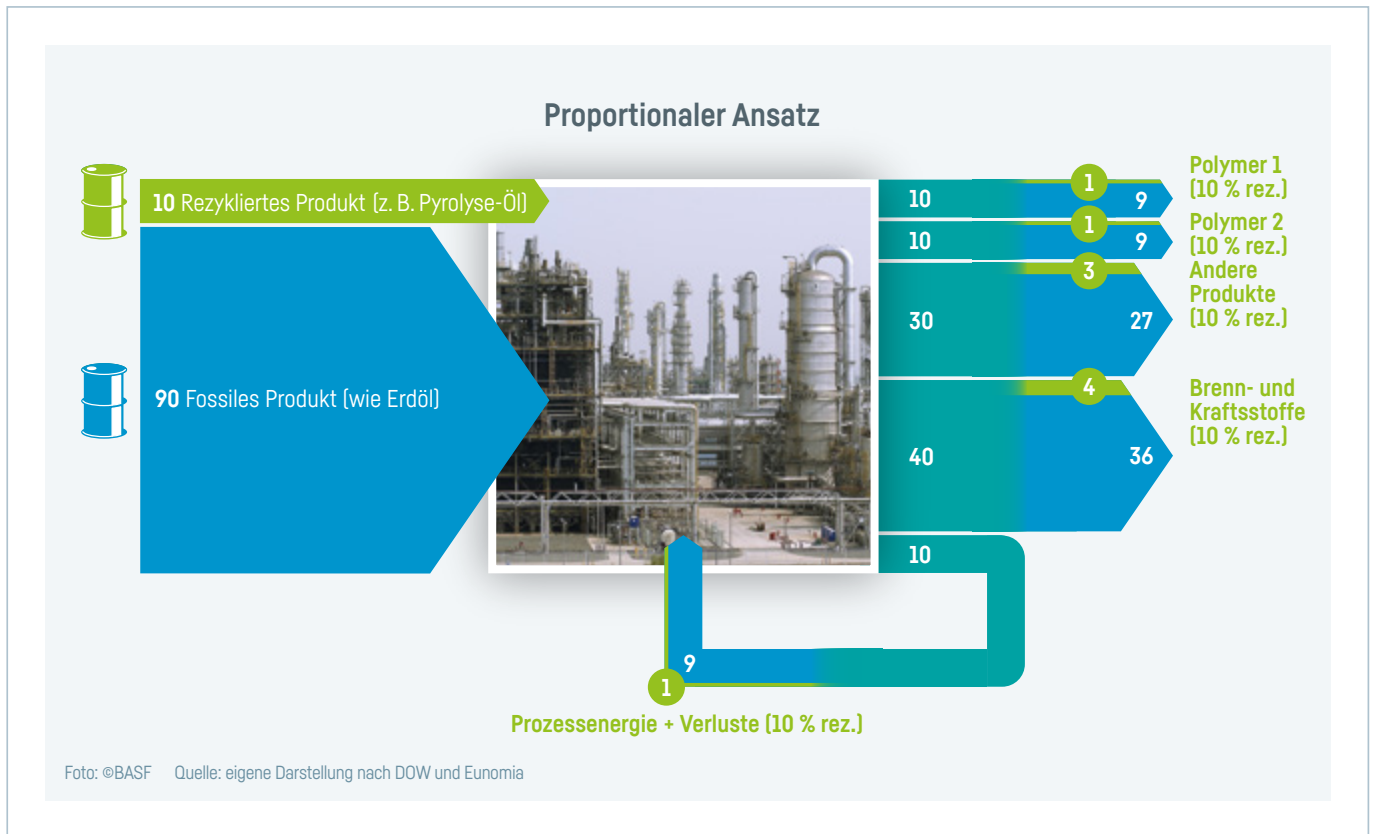 Proportionaler Ansatz
10 Rezykliertes Produkt (z. B. Pyrolyse-Öl)
90 Fossiles Produkt (wie Erdöl)
10
1
9
Polymer 1
(10 % rez.)
10
1
9
Polymer 2
(10 % rez.)
30
3
27
Andere
Produkte
(10 % rez.)
40
4
36
Brenn- und
Kraftsstoffe
(10 % rez.)
10
9
1
Prozessenergie + Verluste (10 % rez.)
Foto: ©BASF Quelle: eigene Darstellung nach DOW und Eunomia